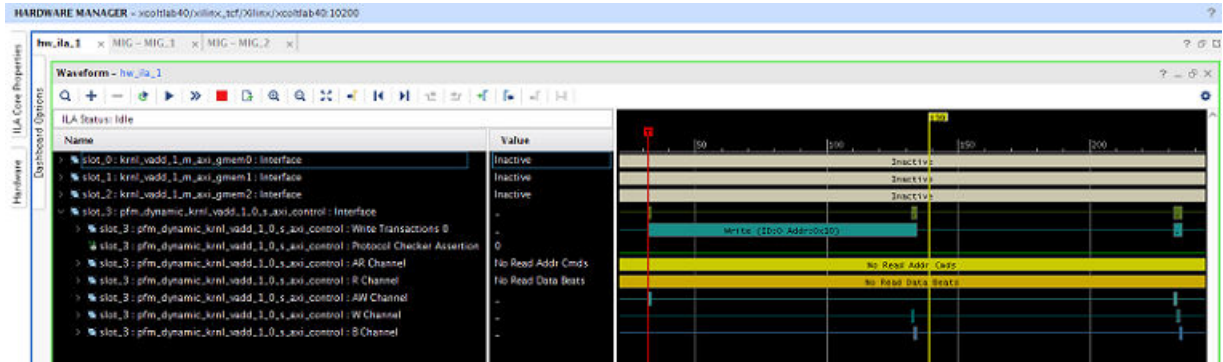 HARDWARE MANAGER - xcoltlab40/xilinx_tcf/Xilinx/xcoltlab40:10200 ?
hw_ila_1 × MIG - MIG_1 × MIG - MIG_2 ×
ILA Core Properties
Hardware
Dashboard Options
Waveform - hw_ila_1
ILA Status: Idle
Name Value
50 100 150 200
slot_0 : krnl_vadd_1_m_axi_gmem0 : Interface Inactive Inactive
slot_1 : krnl_vadd_1_m_axi_gmem1 : Interface Inactive Inactive
slot_2 : krnl_vadd_1_m_axi_gmem2 : Interface Inactive Inactive
slot_3 : pfm_dynamic_krnl_vadd_1_0_s_axi_control : Interface
slot_3 : pfm_dynamic_krnl_vadd_1_0_s_axi_control : Write Transactions Write (ID:0 Addr:0x10)
slot_3 : pfm_dynamic_krnl_vadd_1_0_s_axi_control : Protocol Checker Assertion 0
slot_3 : pfm_dynamic_krnl_vadd_1_0_s_axi_control : AR Channel No Read Addr Cmds No Read Addr Cmds
slot_3 : pfm_dynamic_krnl_vadd_1_0_s_axi_control : R Channel No Read Data Beats No Read Data Beats
slot_3 : pfm_dynamic_krnl_vadd_1_0_s_axi_control : AW Channel
slot_3 : pfm_dynamic_krnl_vadd_1_0_s_axi_control : W Channel
slot_3 : pfm_dynamic_krnl_vadd_1_0_s_axi_control : B Channel